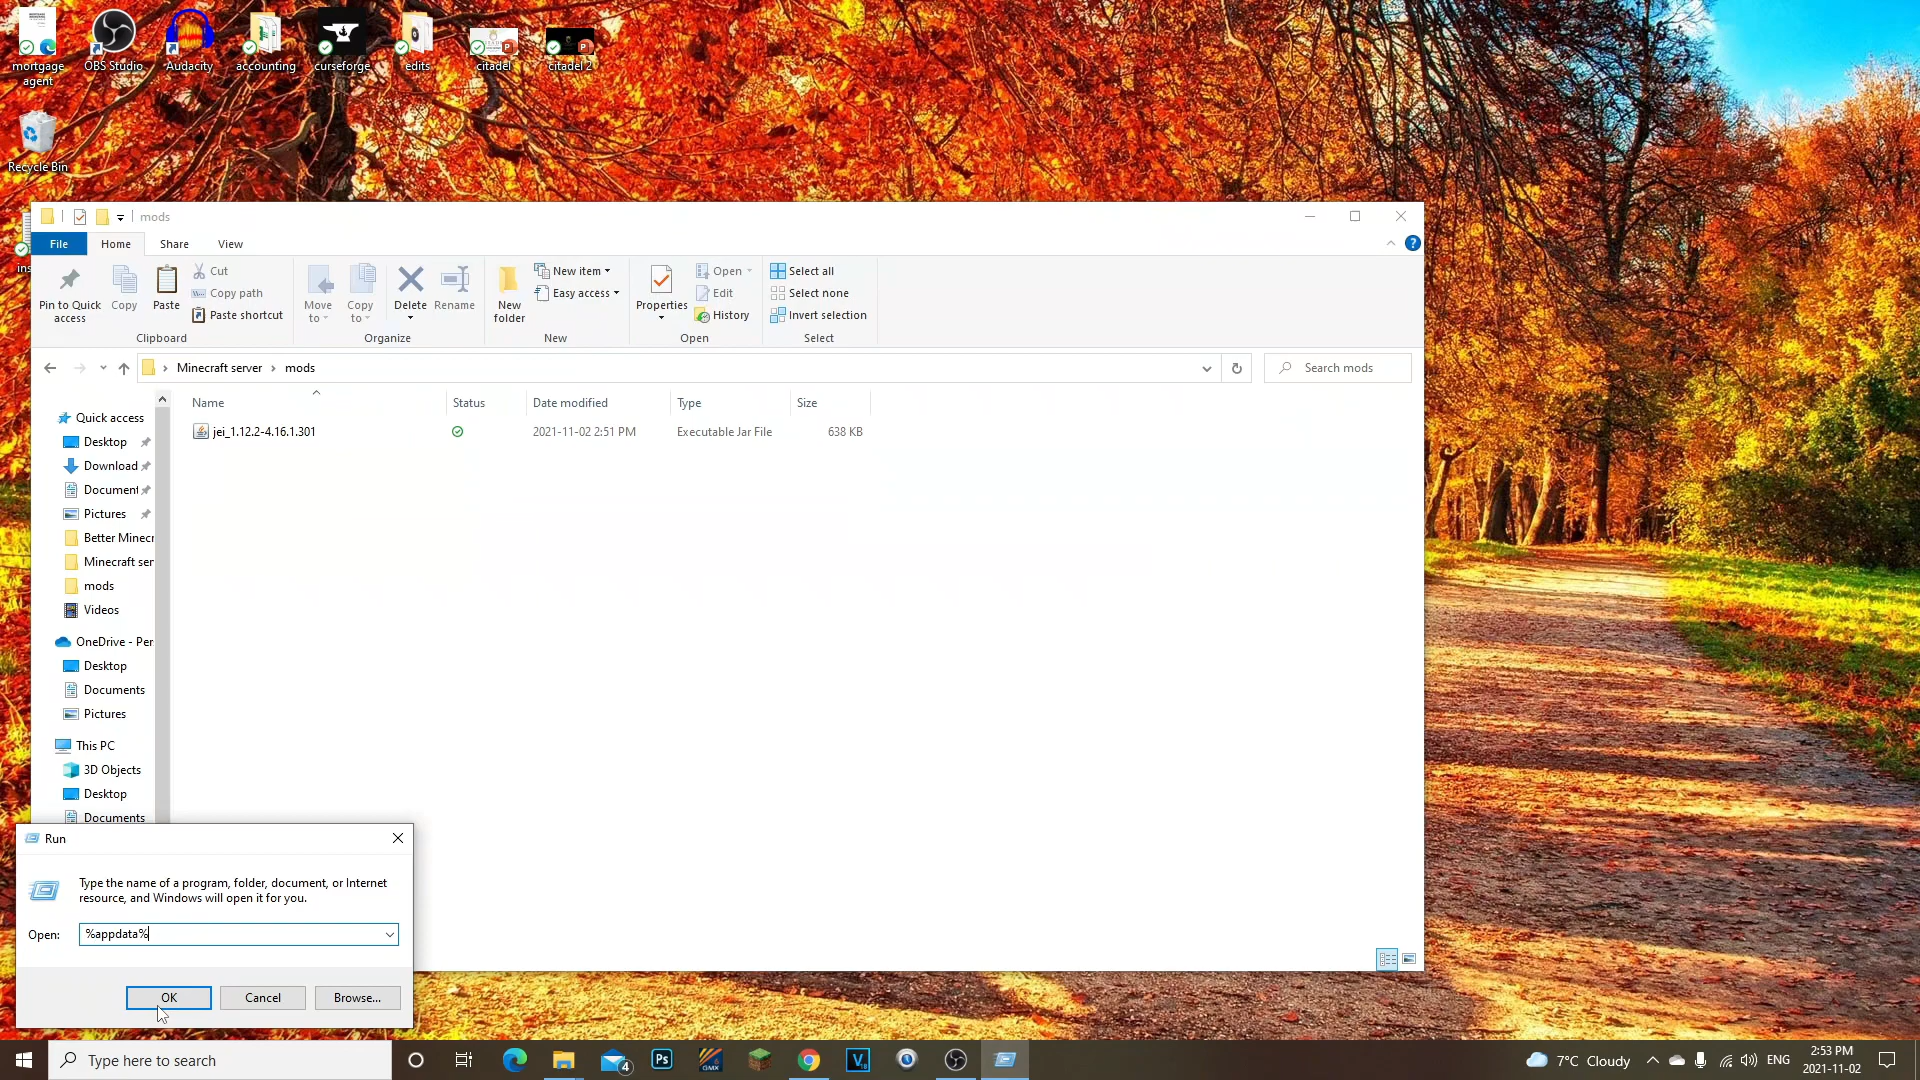 mortgage
agent
OBS Studio
Audacity
accounting
curseforge
edits
citadel
citadel 2
Recycle Bin
mods
File
Home
Share
View
Pin to Quick
access
Copy
Paste
Cut
Copy path
Paste shortcut
Clipboard
Move
to
Copy
to
Delete
Rename
Organize
New
folder
New item
Easy access
New
Properties
Open
Edit
History
Open
Select all
Select none
Invert selection
Select
Minecraft server
mods
Search mods
Name
Status
Date modified
Type
Size
jei_1.12.2-4.16.1.301
2021-11-02 2:51 PM
Executable Jar File
638 KB
Quick access
Desktop
Download
Document
Pictures
Better Minecr
Minecraft ser
mods
Videos
OneDrive - Per
Desktop
Documents
Pictures
This PC
3D Objects
Desktop
Documents
Run
Type the name of a program, folder, document, or Internet
resource, and Windows will open it for you.
Open:
%appdata%
OK
Cancel
Browse...
Type here to search
4
Ps
GMX
7°C Cloudy
ENG
2:53 PM
2021-11-02